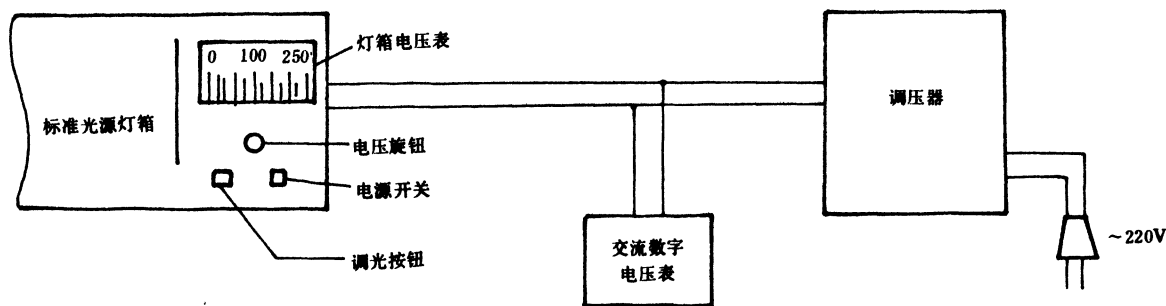 0 100 250
灯箱电压表
标准光源灯箱
电压旋钮
电源开关
调光按钮
交流数字
电压表
调压器
~220V